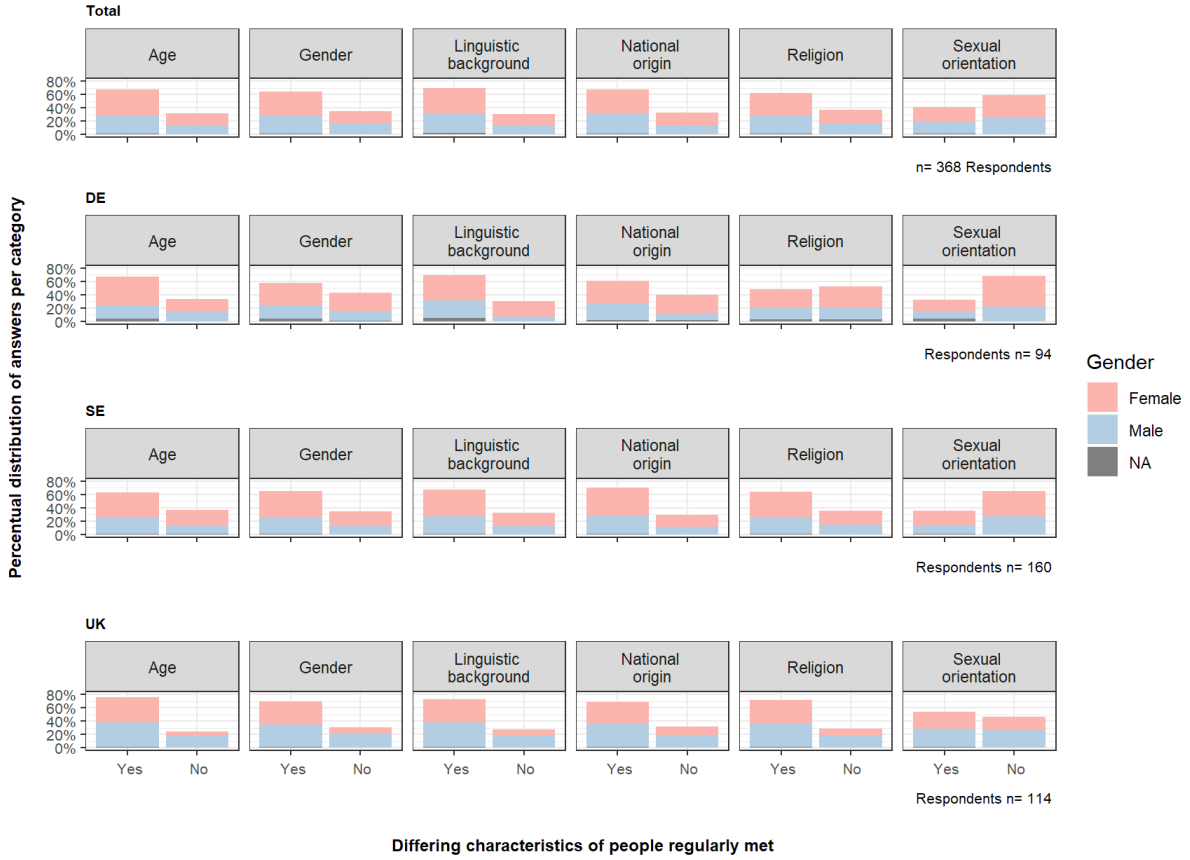 Total
Age
Gender
Linguistic
background
National
origin
Religion
Sexual
orientation
80%
60%
40%
20%
0%
n= 368 Respondents
DE
Age
Gender
Linguistic
background
National
origin
Religion
Sexual
orientation
80%
60%
40%
20%
0%
Respondents n= 94
SE
Age
Gender
Linguistic
background
National
origin
Religion
Sexual
orientation
80%
60%
40%
20%
0%
Respondents n= 160
UK
Age
Gender
Linguistic
background
National
origin
Religion
Sexual
orientation
80%
60%
40%
20%
0%
Yes No Yes No Yes No Yes No Yes No Yes No
Respondents n= 114
Differing characteristics of people regularly met
Percentual distribution of answers per category
Gender
Female
Male
NA